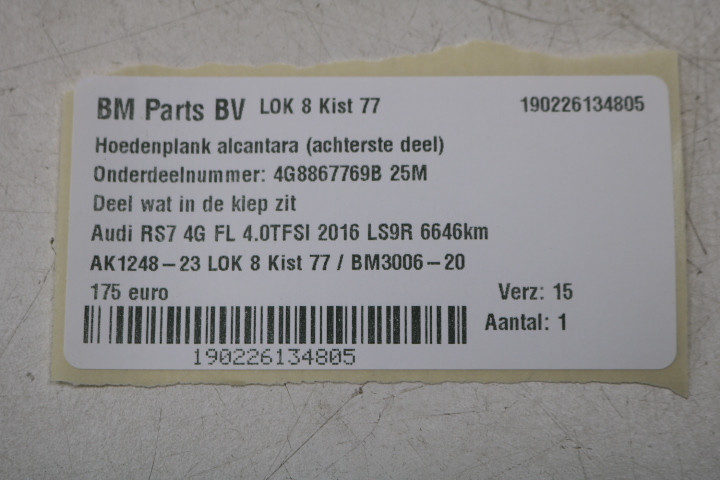 BM Parts BV LOK 8 Kist 77 190226134805
Hoedenplank alcantara (achterste deel)
Onderdeelnummer: 4G8867769B 25M
Deel wat in de klep zit
Audi RS7 4G FL 4.0TFSI 2016 LS9R 6646km
AK1248-23 LOK 8 Kist 77 / BM3006-20
175 euro Verz: 15
Aantal: 1
190226134805